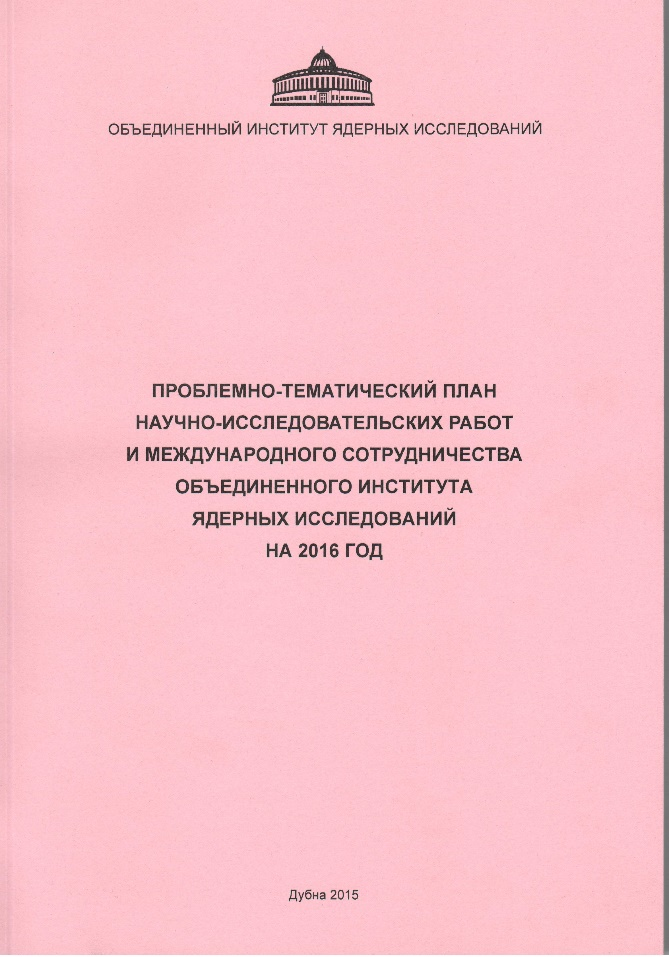 ОБЪЕДИНЕННЫЙ ИНСТИТУТ ЯДЕРНЫХ ИССЛЕДОВАНИЙ
ПРОБЛЕМНО-ТЕМАТИЧЕСКИЙ ПЛАН
НАУЧНО-ИССЛЕДОВАТЕЛЬСКИХ РАБОТ
И МЕЖДУНАРОДНОГО СОТРУДНИЧЕСТВА
ОБЪЕДИНЕННОГО ИНСТИТУТА
ЯДЕРНЫХ ИССЛЕДОВАНИЙ
НА 2016 ГОД
Дубна 2015